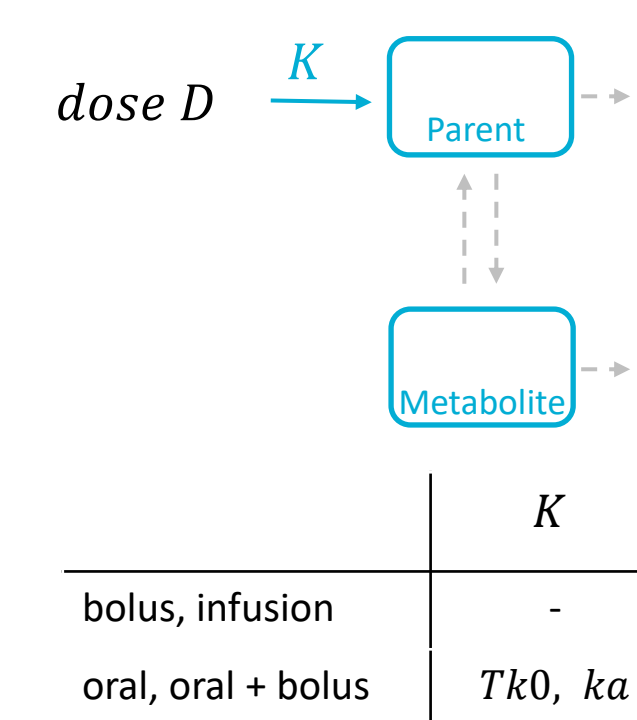 K
dose D
Parent
Metabolite
K
bolus, infusion -
oral, oral + bolus Tk0, ka